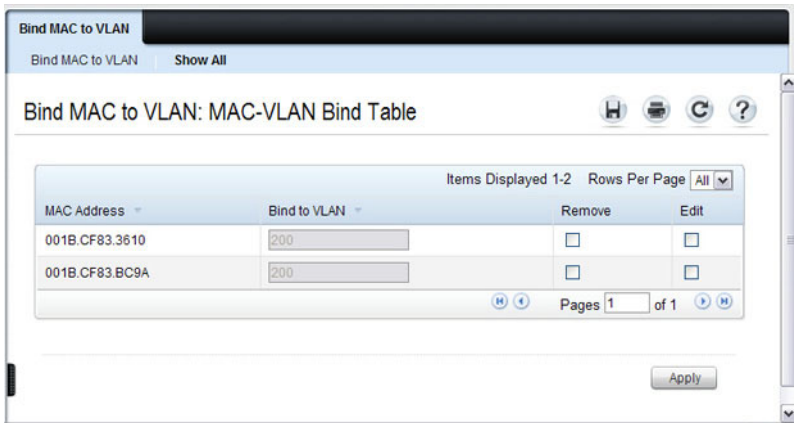 Bind MAC to VLAN
Bind MAC to VLAN Show All
Bind MAC to VLAN: MAC-VLAN Bind Table
Items Displayed 1-2 Rows Per Page All
MAC Address Bind to VLAN Remove Edit
001B.CF83.3610 200
001B.CF83.BC9A 200
Pages 1 of 1
Apply